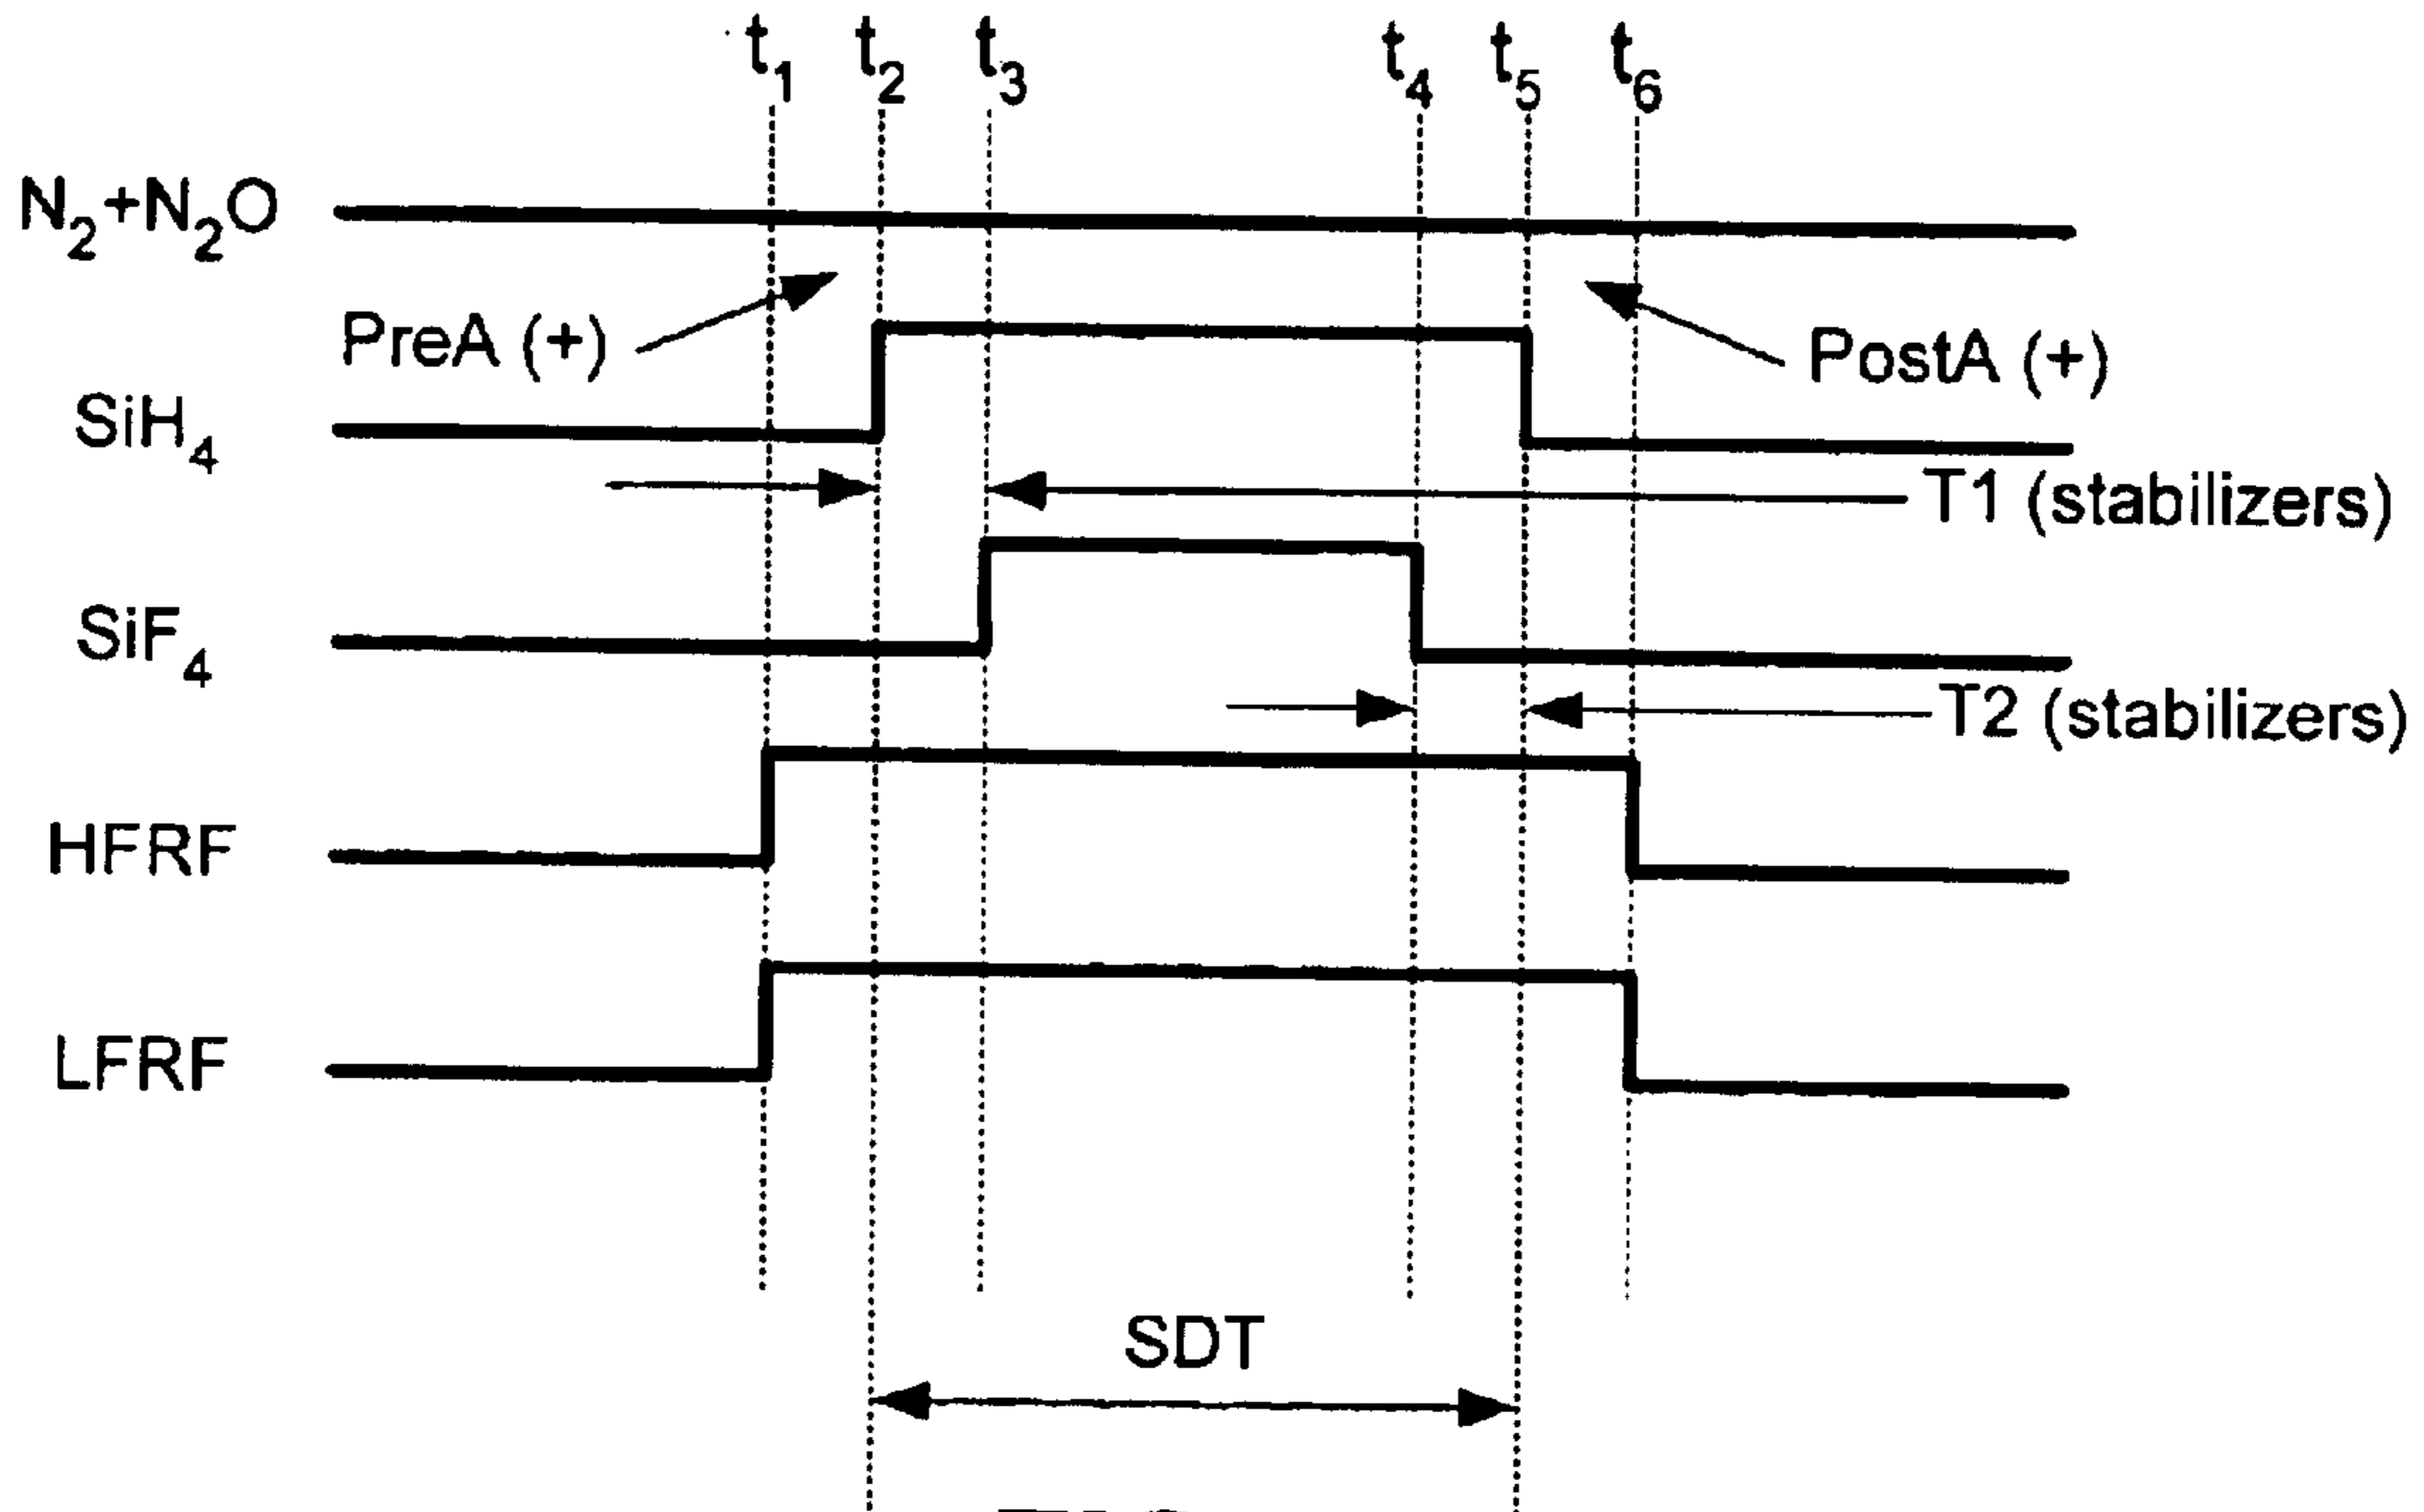 t₁ t₂ t₃ t₄ t₅ t₆
N₂+N₂O
PreA (+)
PostA (+)
SiH₄
T1 (stabilizers)
SiF₄
T2 (stabilizers)
HFRF
LFRF
SDT